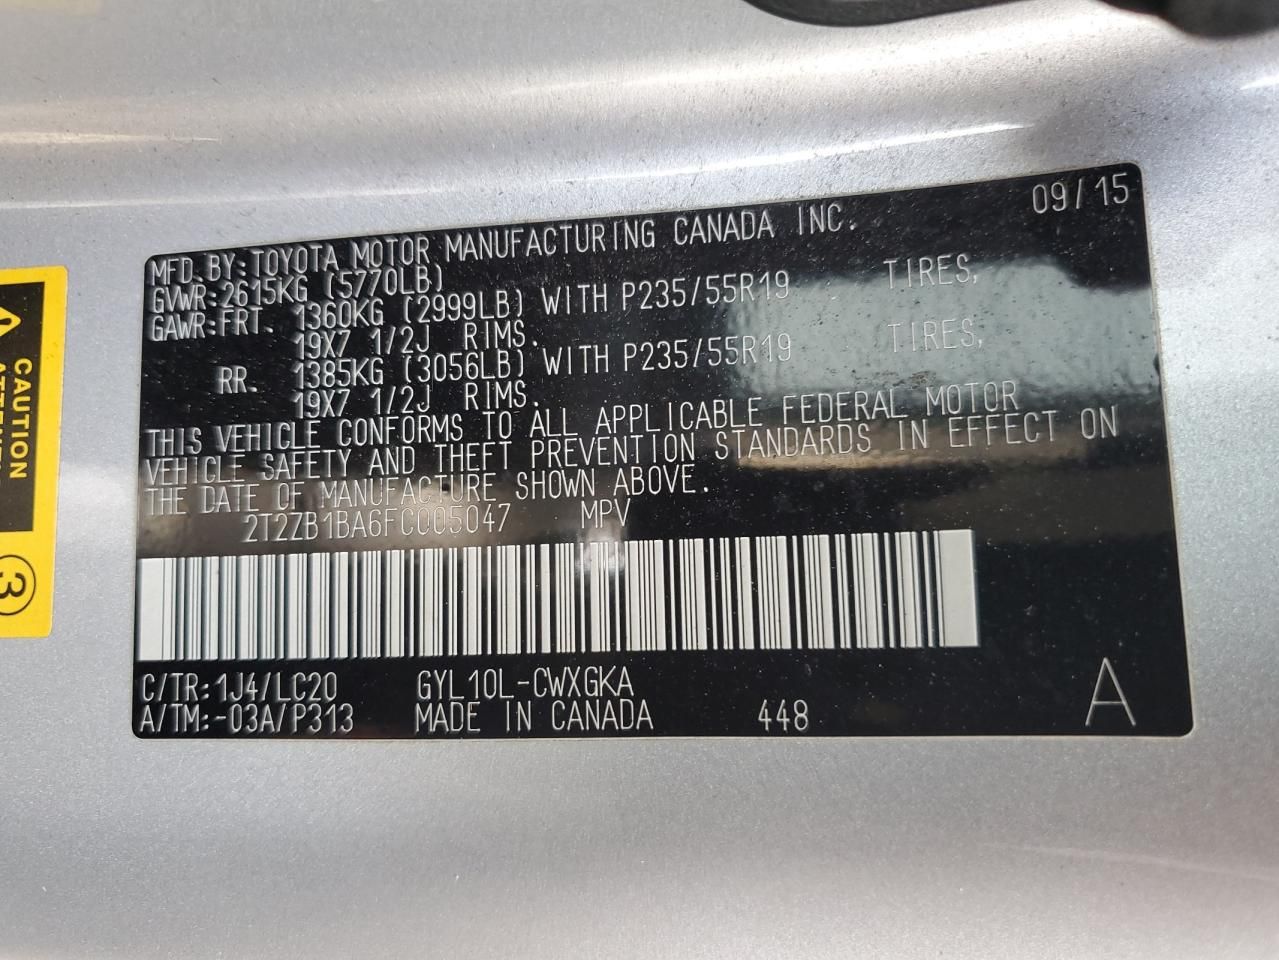 09/15
MFD.BY:TOYOTA MOTOR MANUFACTURING CANADA INC.
GVWR:2615KG (5770LB)
GAWR:FRT. 1360KG (2999LB) WITH P235/55R19 TIRES,
19X7 1/2J RIMS.
RR. 1385KG (3056LB) WITH P235/55R19 TIRES,
19X7 1/2J RIMS.
THIS VEHICLE CONFORMS TO ALL APPLICABLE FEDERAL MOTOR
VEHICLE SAFETY AND THEFT PREVENTION STANDARDS IN EFFECT ON
THE DATE OF MANUFACTURE SHOWN ABOVE.
2T2ZB1BA6FC005047 MPV
C/TR:1J4/LC20 GYL10L-CWXGKA
A/TM:-03A/P313 MADE IN CANADA 448 A
CAUTION
3